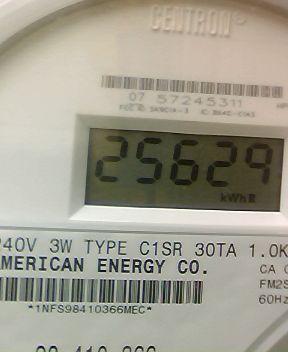 CENTRON®
07 57245311
25629
kWh R
240V 3W TYPE C1SR 30TA 1.0K
AMERICAN ENERGY CO.
CA
FM2S
60Hz
*1NFS98410366MEC*